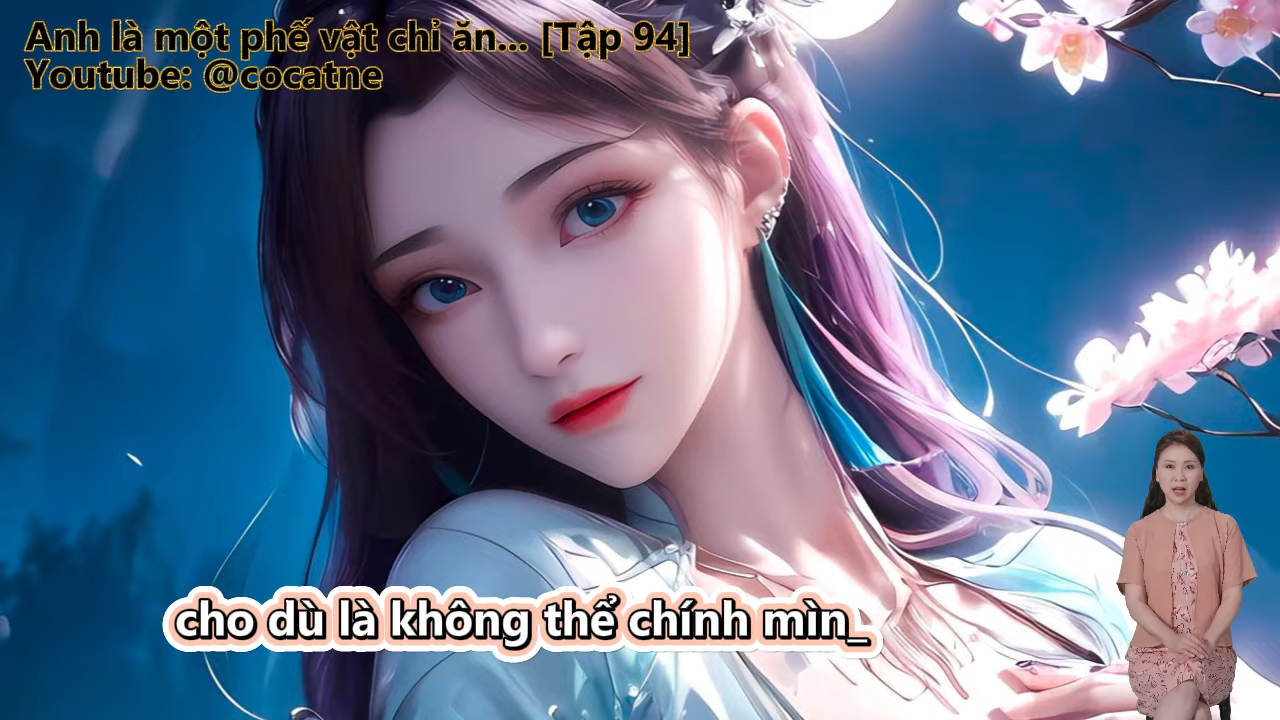 Anh là một phế vật chỉ ăn... [Tập 94]
Youtube: @cocatne
cho dù là không thể chính mìn_